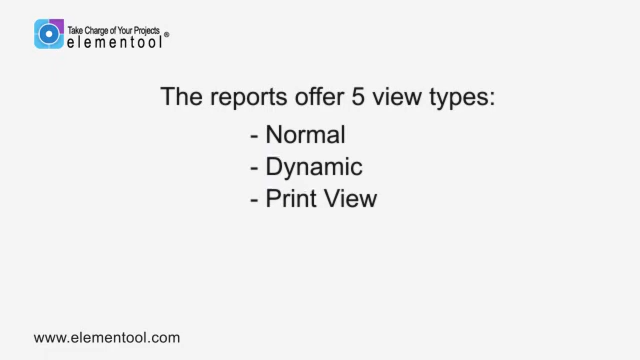 Take Charge of Your Projects
elementool®
The reports offer 5 view types:
- Normal
- Dynamic
- Print View
www.elementool.com